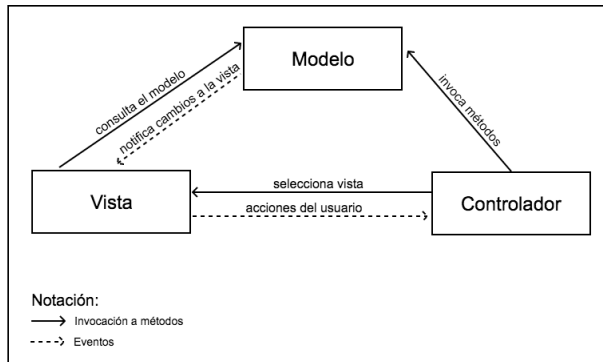 Modelo
consulta el modelo
notifica cambios a la vista
invoca métodos
selecciona vista
Vista
acciones del usuario
Controlador
Notación:
Invocación a métodos
Eventos